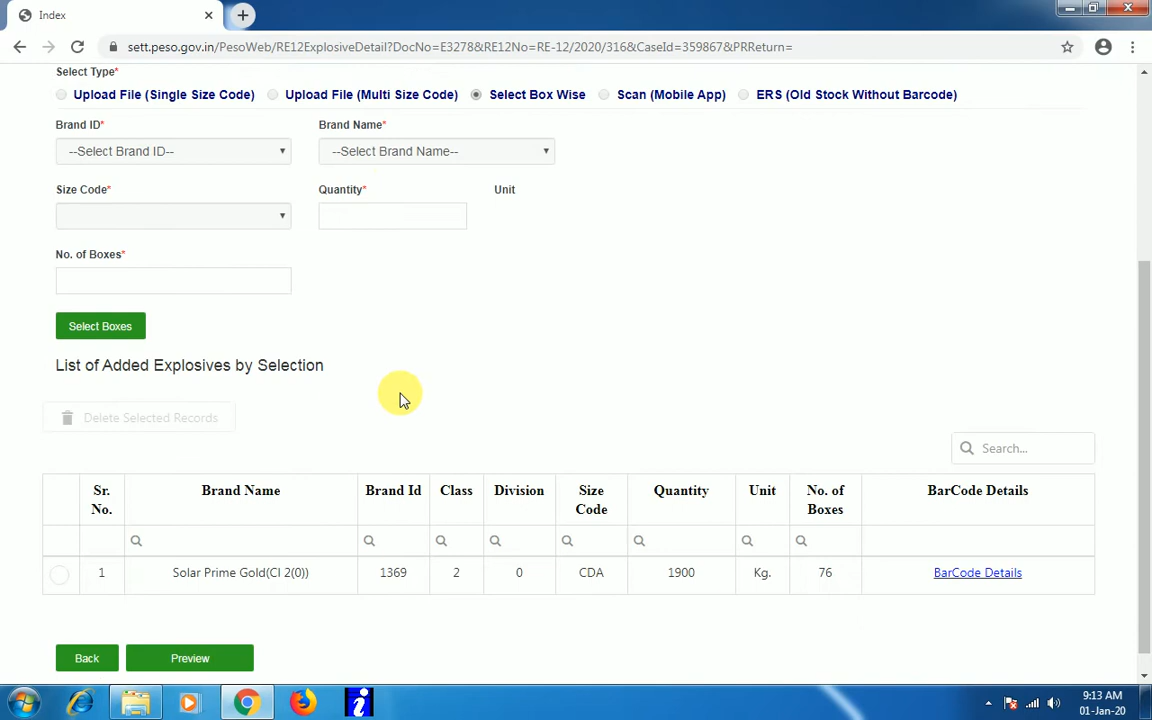 Index
sett.peso.gov.in/PesoWeb/RE12ExplosiveDetail?DocNo=E3278&RE12No=RE-12/2020/316&CaseId=359867&PRReturn=
Select Type*
Upload File (Single Size Code) Upload File (Multi Size Code) Select Box Wise Scan (Mobile App) ERS (Old Stock Without Barcode)
Brand ID* Brand Name*
--Select Brand ID-- --Select Brand Name--
Size Code* Quantity* Unit
No. of Boxes*
Select Boxes
List of Added Explosives by Selection
Delete Selected Records
Search...
Sr. No. Brand Name Brand Id Class Division Size Code Quantity Unit No. of Boxes BarCode Details
1 Solar Prime Gold(Cl 2(0)) 1369 2 0 CDA 1900 Kg. 76 BarCode Details
Back Preview
9:13 AM
01-Jan-20